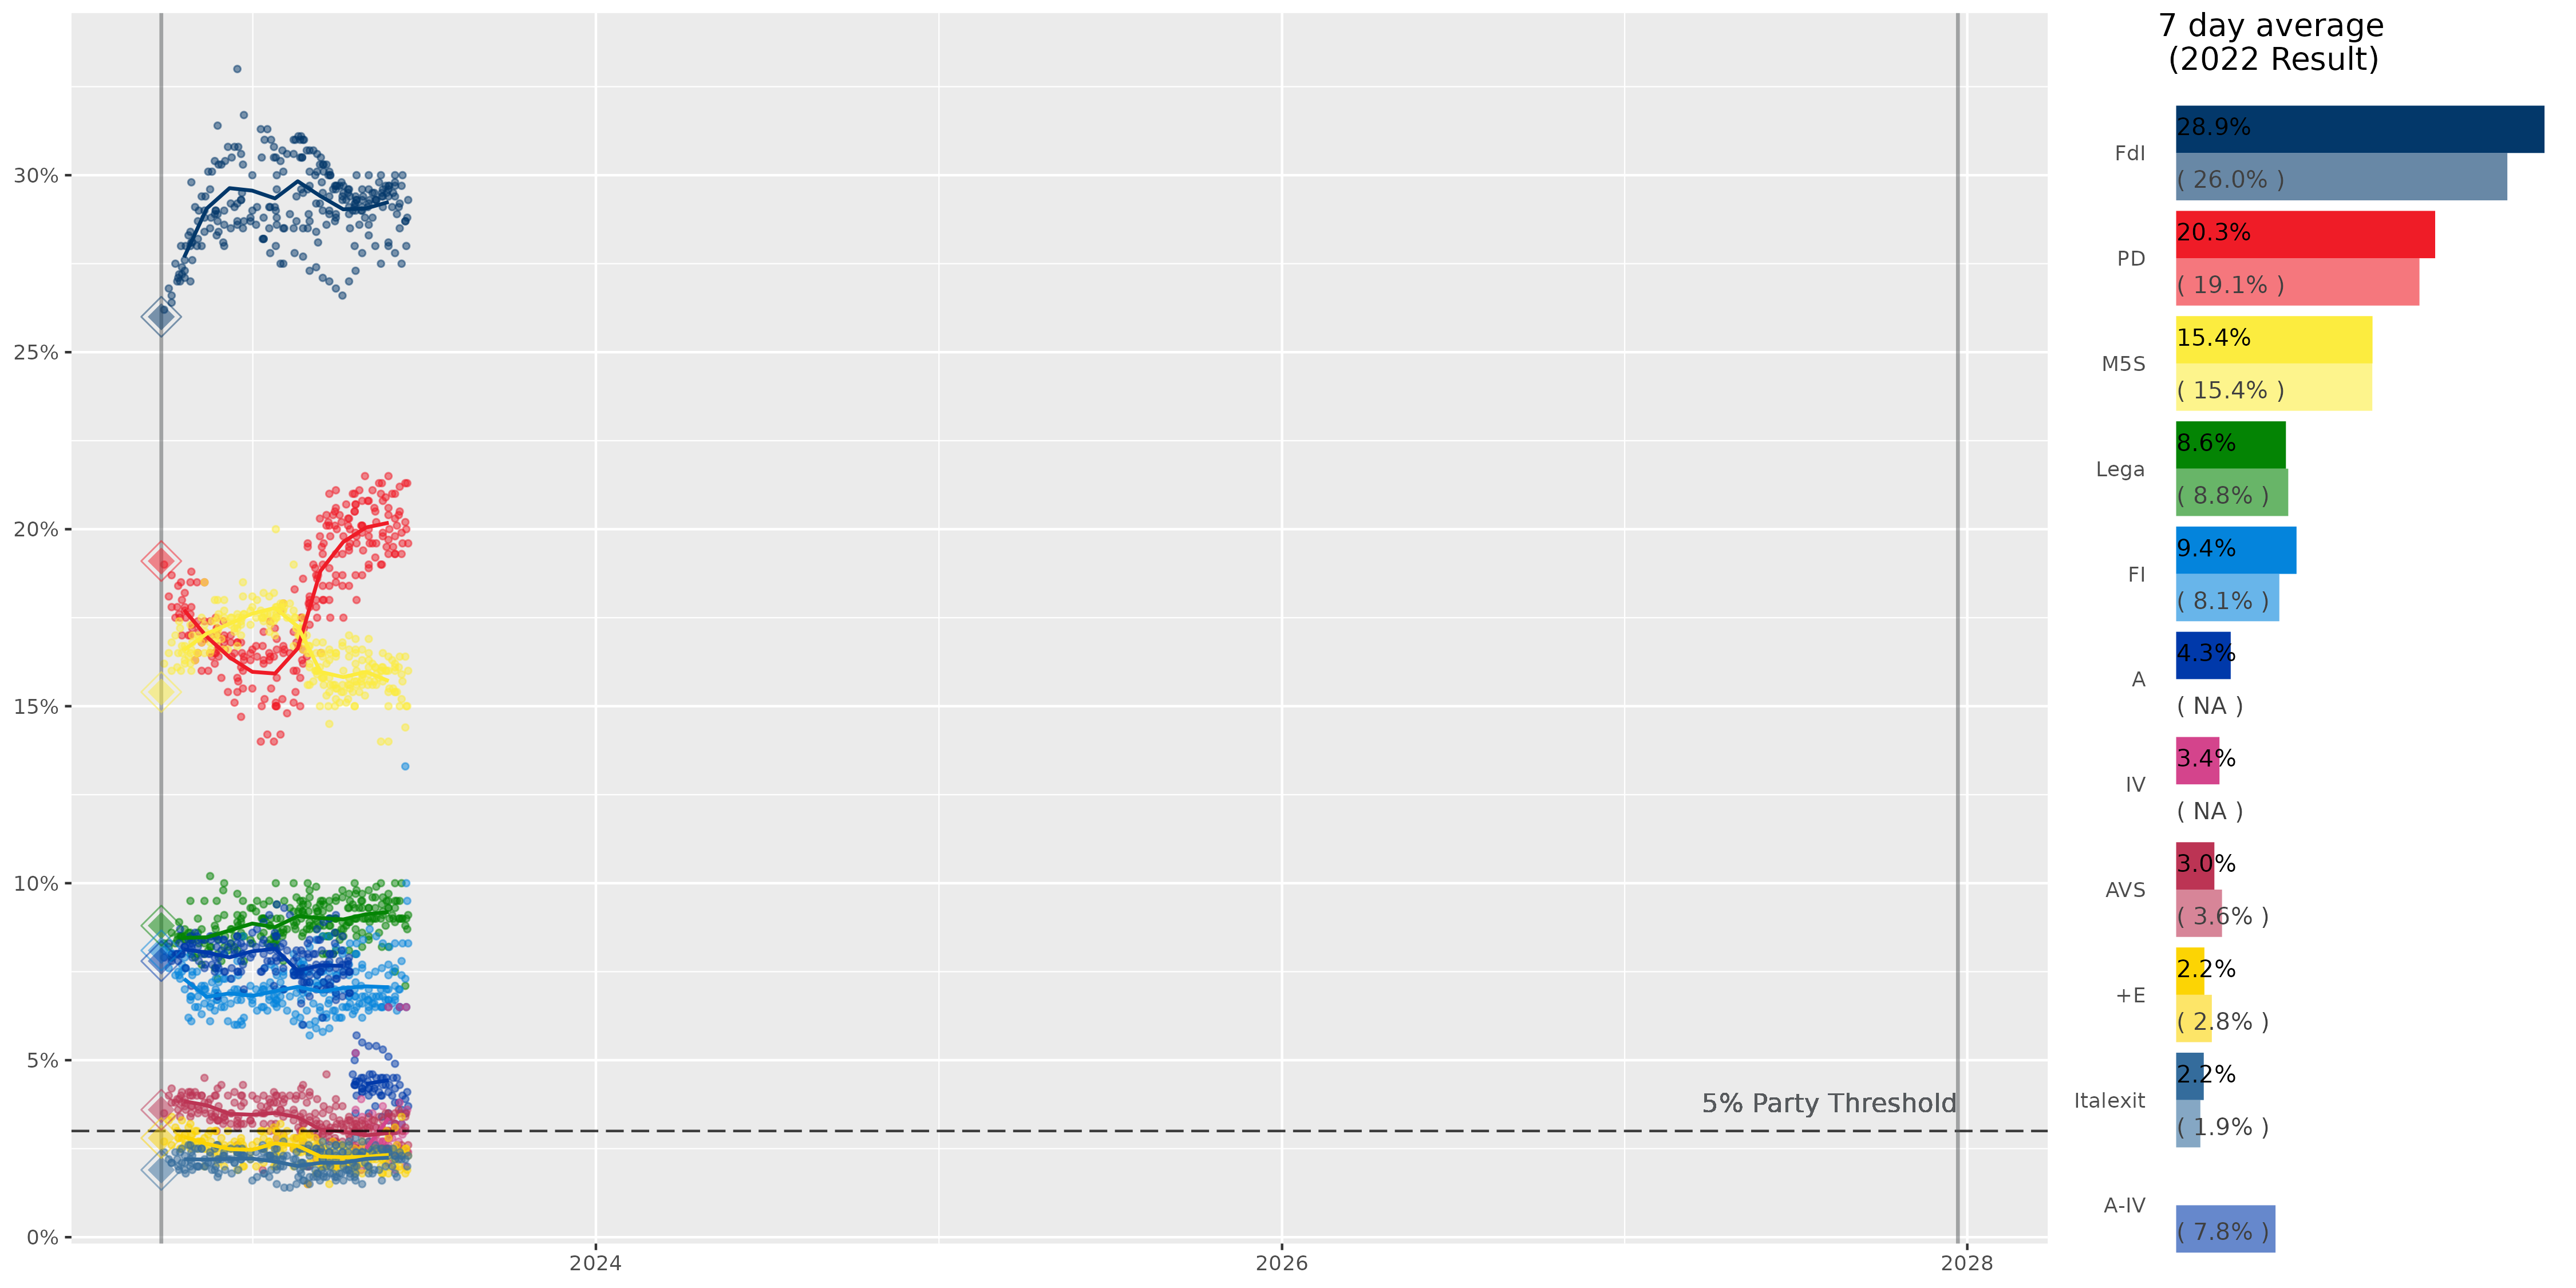 7 day average
(2022 Result)
30%
25%
20%
15%
10%
5%
0%
2024
2026
2028
5% Party Threshold
FdI
28.9%
( 26.0% )
PD
20.3%
( 19.1% )
M5S
15.4%
( 15.4% )
Lega
8.6%
( 8.8% )
FI
9.4%
( 8.1% )
A
4.3%
( NA )
IV
3.4%
( NA )
AVS
3.0%
( 3.6% )
+E
2.2%
( 2.8% )
Italexit
2.2%
( 1.9% )
A-IV
( 7.8% )